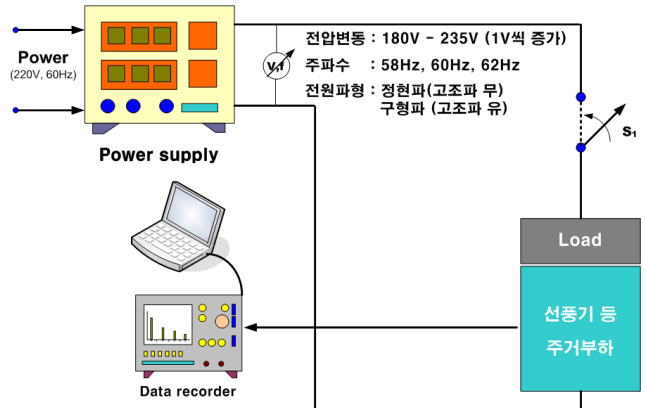 Power
(220V, 60Hz)
Power supply
V,f
전압변동 : 180V - 235V (1V씩 증가)
주파수 : 58Hz, 60Hz, 62Hz
전원파형 : 정현파(고조파 무)
구형파 (고조파 유)
S₁
Load
선풍기 등
주거부하
Data recorder